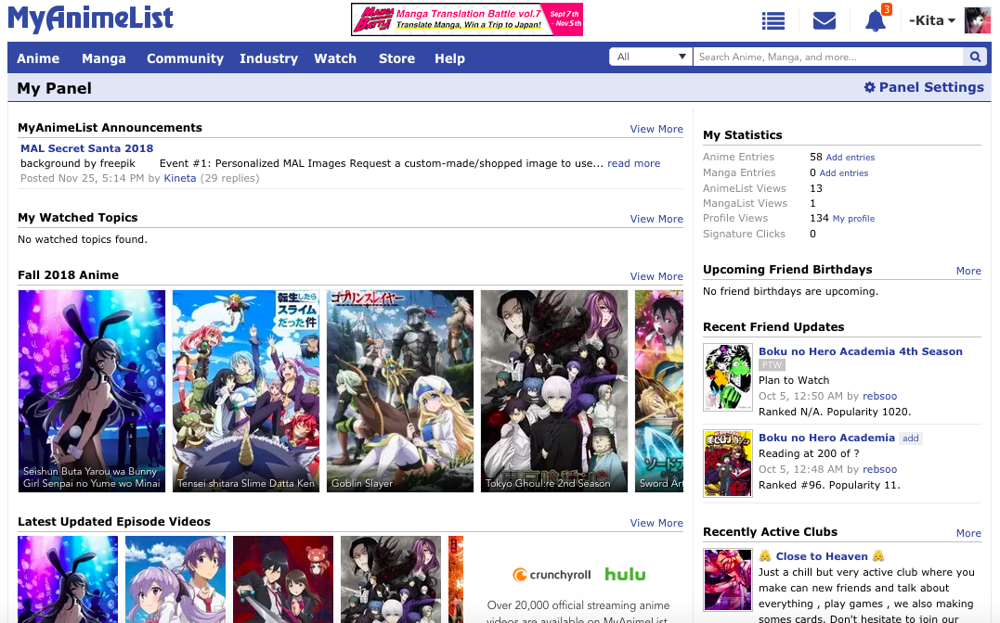 MyAnimeList
MANGA BATTLE
Manga Translation Battle vol.7
Translate Manga, Win a Trip to Japan!
Sept 7th
- Nov 5th
3
-Kita
Anime Manga Community Industry Watch Store Help
All
Search Anime, Manga, and more...
My Panel
Panel Settings
MyAnimeList Announcements
View More
MAL Secret Santa 2018
background by freepik Event #1: Personalized MAL Images Request a custom-made/shopped image to use... read more
Posted Nov 25, 5:14 PM by Kineta (29 replies)
My Watched Topics
View More
No watched topics found.
Fall 2018 Anime
View More
転生したら
スライム
だった件
ゴブリンスレイヤー
Seishun Buta Yarou wa Bunny
Girl Senpai no Yume wo Minai
Tensei shitara Slime Datta Ken
Goblin Slayer
Tokyo Ghoul:re 2nd Season
ソードア
Sword Art
Latest Updated Episode Videos
View More
crunchyroll
hulu
Over 20,000 official streaming anime
videos are available on MyAnimeList
My Statistics
Anime Entries 58 Add entries
Manga Entries 0 Add entries
AnimeList Views 13
MangaList Views 1
Profile Views 134 My profile
Signature Clicks 0
Upcoming Friend Birthdays
More
No friend birthdays are upcoming.
Recent Friend Updates
Boku no Hero Academia 4th Season
PTW
Plan to Watch
Oct 5, 12:50 AM by rebsoo
Ranked N/A. Popularity 1020.
Boku no Hero Academia add
Reading at 200 of ?
Oct 5, 12:48 AM by rebsoo
Ranked #96. Popularity 11.
Recently Active Clubs
More
Close to Heaven
Just a chill but very active club where you
make can new friends and talk about
everything , play games , we also making
somes cards. Don't hesitate to join our